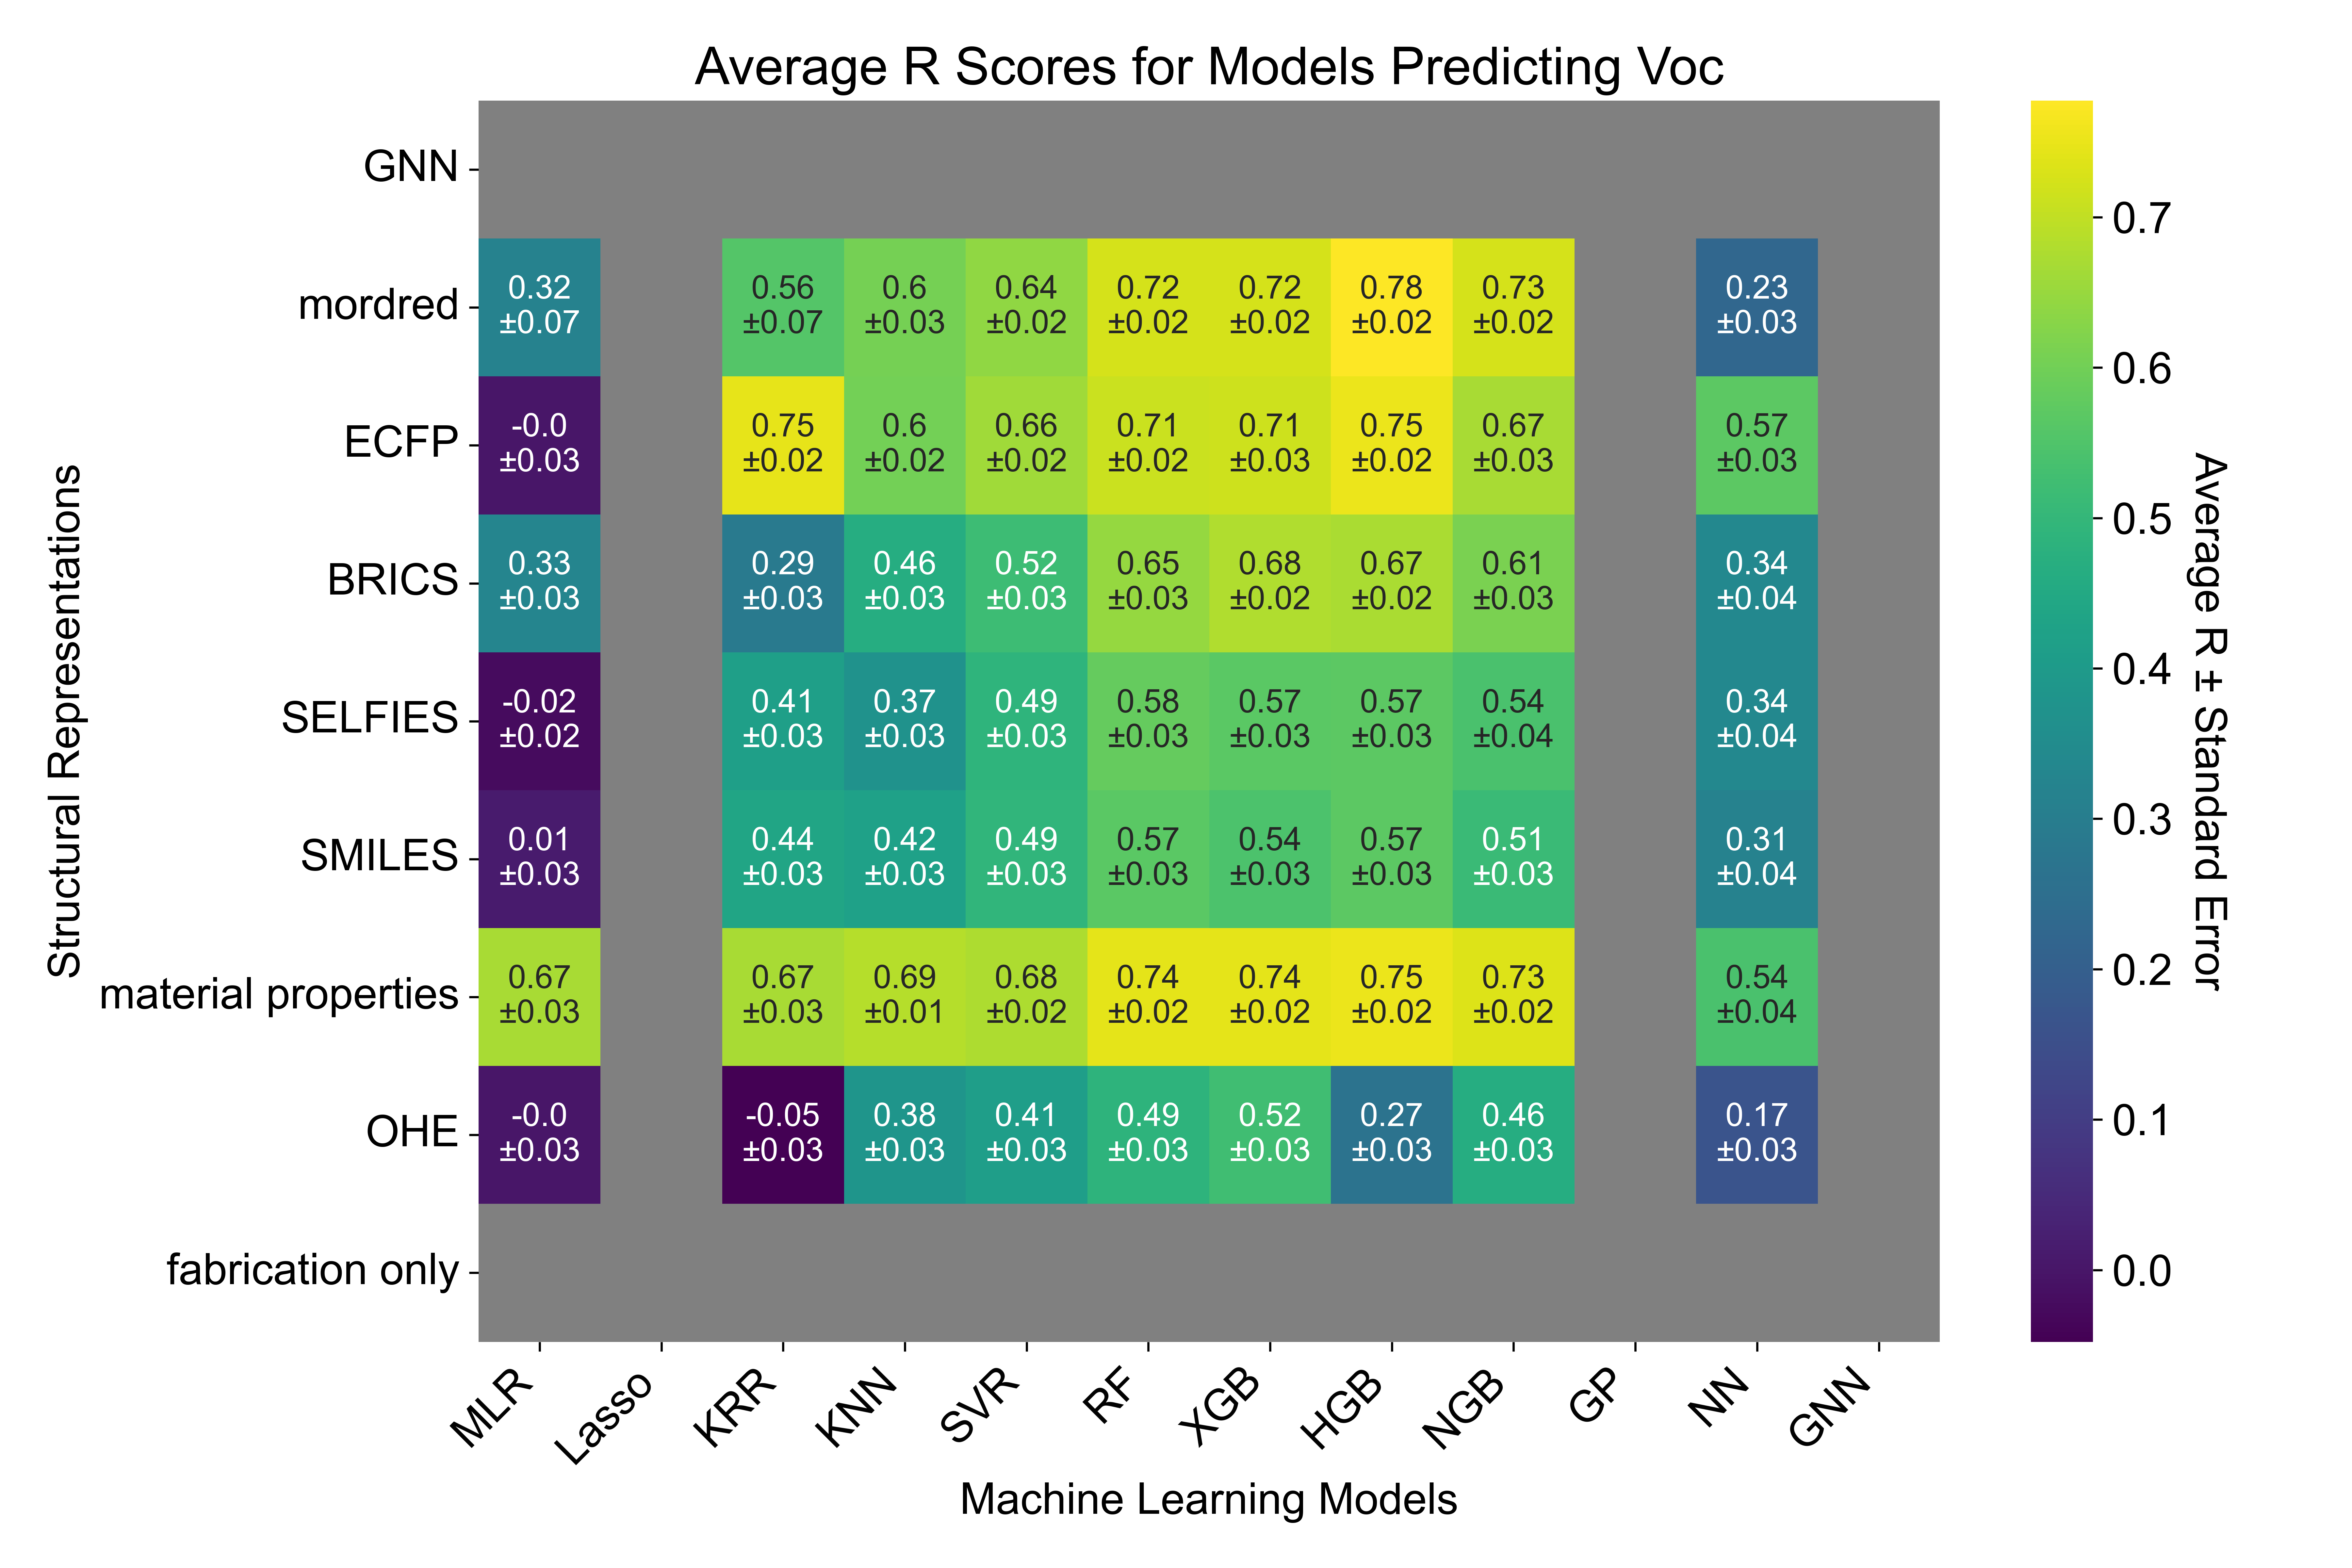 Average R Scores for Models Predicting Voc
Structural Representations
GNN
mordred
ECFP
BRICS
SELFIES
SMILES
material properties
OHE
fabrication only
0.32 0.56 0.6 0.64 0.72 0.72 0.78 0.73 0.23
±0.07 ±0.07 ±0.03 ±0.02 ±0.02 ±0.02 ±0.02 ±0.02 ±0.03
-0.0 0.75 0.6 0.66 0.71 0.71 0.75 0.67 0.57
±0.03 ±0.02 ±0.02 ±0.02 ±0.02 ±0.03 ±0.02 ±0.03 ±0.03
0.33 0.29 0.46 0.52 0.65 0.68 0.67 0.61 0.34
±0.03 ±0.03 ±0.03 ±0.03 ±0.03 ±0.02 ±0.02 ±0.03 ±0.04
-0.02 0.41 0.37 0.49 0.58 0.57 0.57 0.54 0.34
±0.02 ±0.03 ±0.03 ±0.03 ±0.03 ±0.03 ±0.03 ±0.04 ±0.04
0.01 0.44 0.42 0.49 0.57 0.54 0.57 0.51 0.31
±0.03 ±0.03 ±0.03 ±0.03 ±0.03 ±0.03 ±0.03 ±0.03 ±0.04
0.67 0.67 0.69 0.68 0.74 0.74 0.75 0.73 0.54
±0.03 ±0.03 ±0.01 ±0.02 ±0.02 ±0.02 ±0.02 ±0.02 ±0.04
-0.0 -0.05 0.38 0.41 0.49 0.52 0.27 0.46 0.17
±0.03 ±0.03 ±0.03 ±0.03 ±0.03 ±0.03 ±0.03 ±0.03 ±0.03
MLR Lasso KRR KNN SVR RF XGB HGB NGB GP NN GNN
Machine Learning Models
0.7
0.6
0.5
0.4
0.3
0.2
0.1
0.0
Average R ± Standard Error